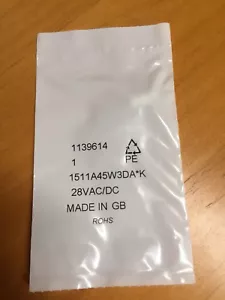 1139614
1
PE
1511A45W3DA*K
28VAC/DC
MADE IN GB
ROHS